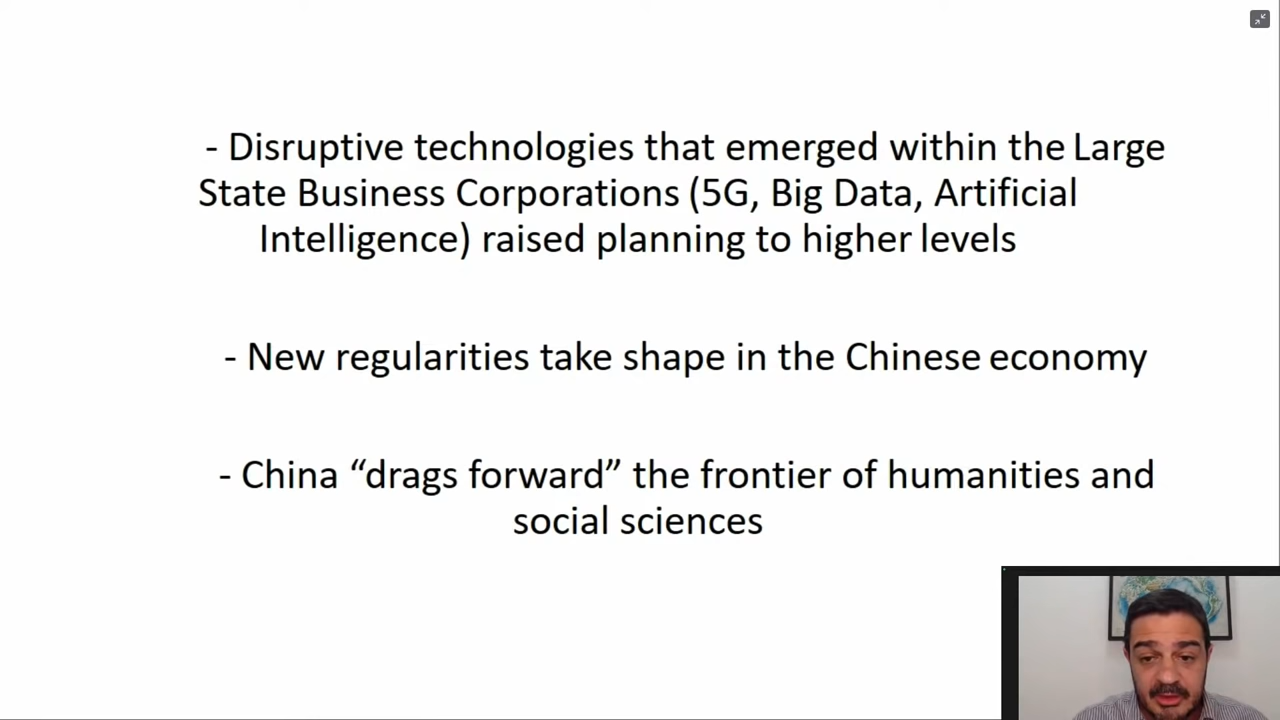 - Disruptive technologies that emerged within the Large
State Business Corporations (5G, Big Data, Artificial
Intelligence) raised planning to higher levels
- New regularities take shape in the Chinese economy
- China “drags forward” the frontier of humanities and
social sciences